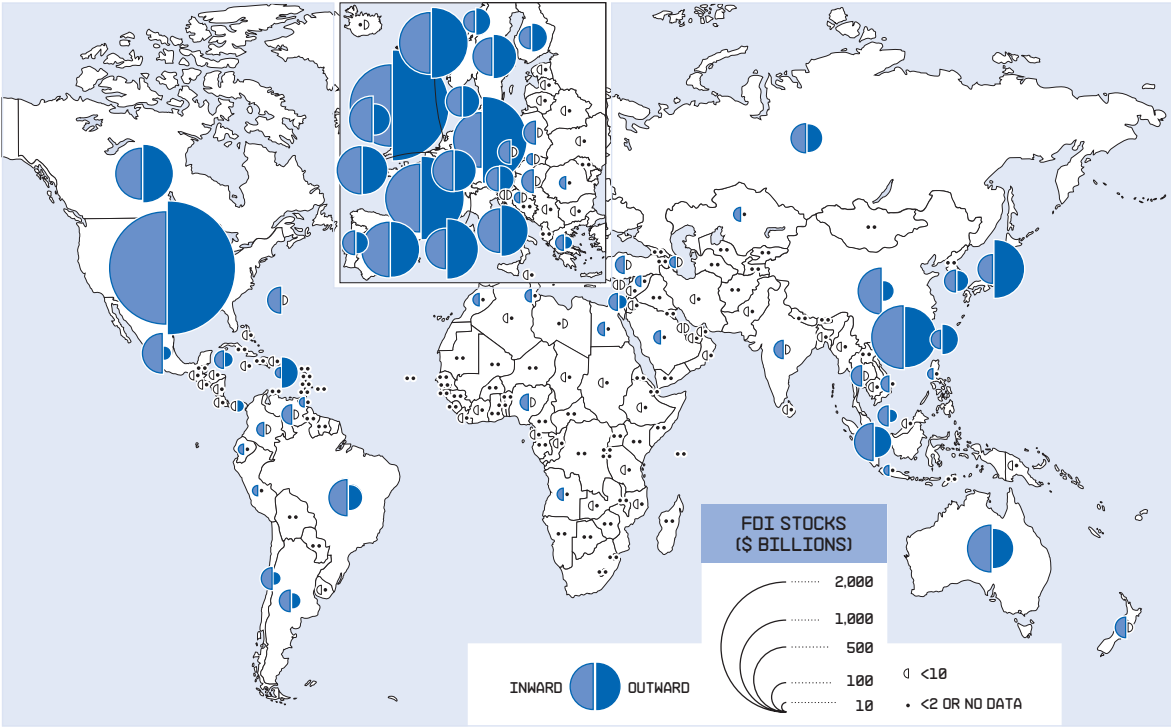 FDI STOCKS
($ BILLIONS)
2,000
1,000
500
100
10
INWARD
OUTWARD
<10
<2 OR NO DATA